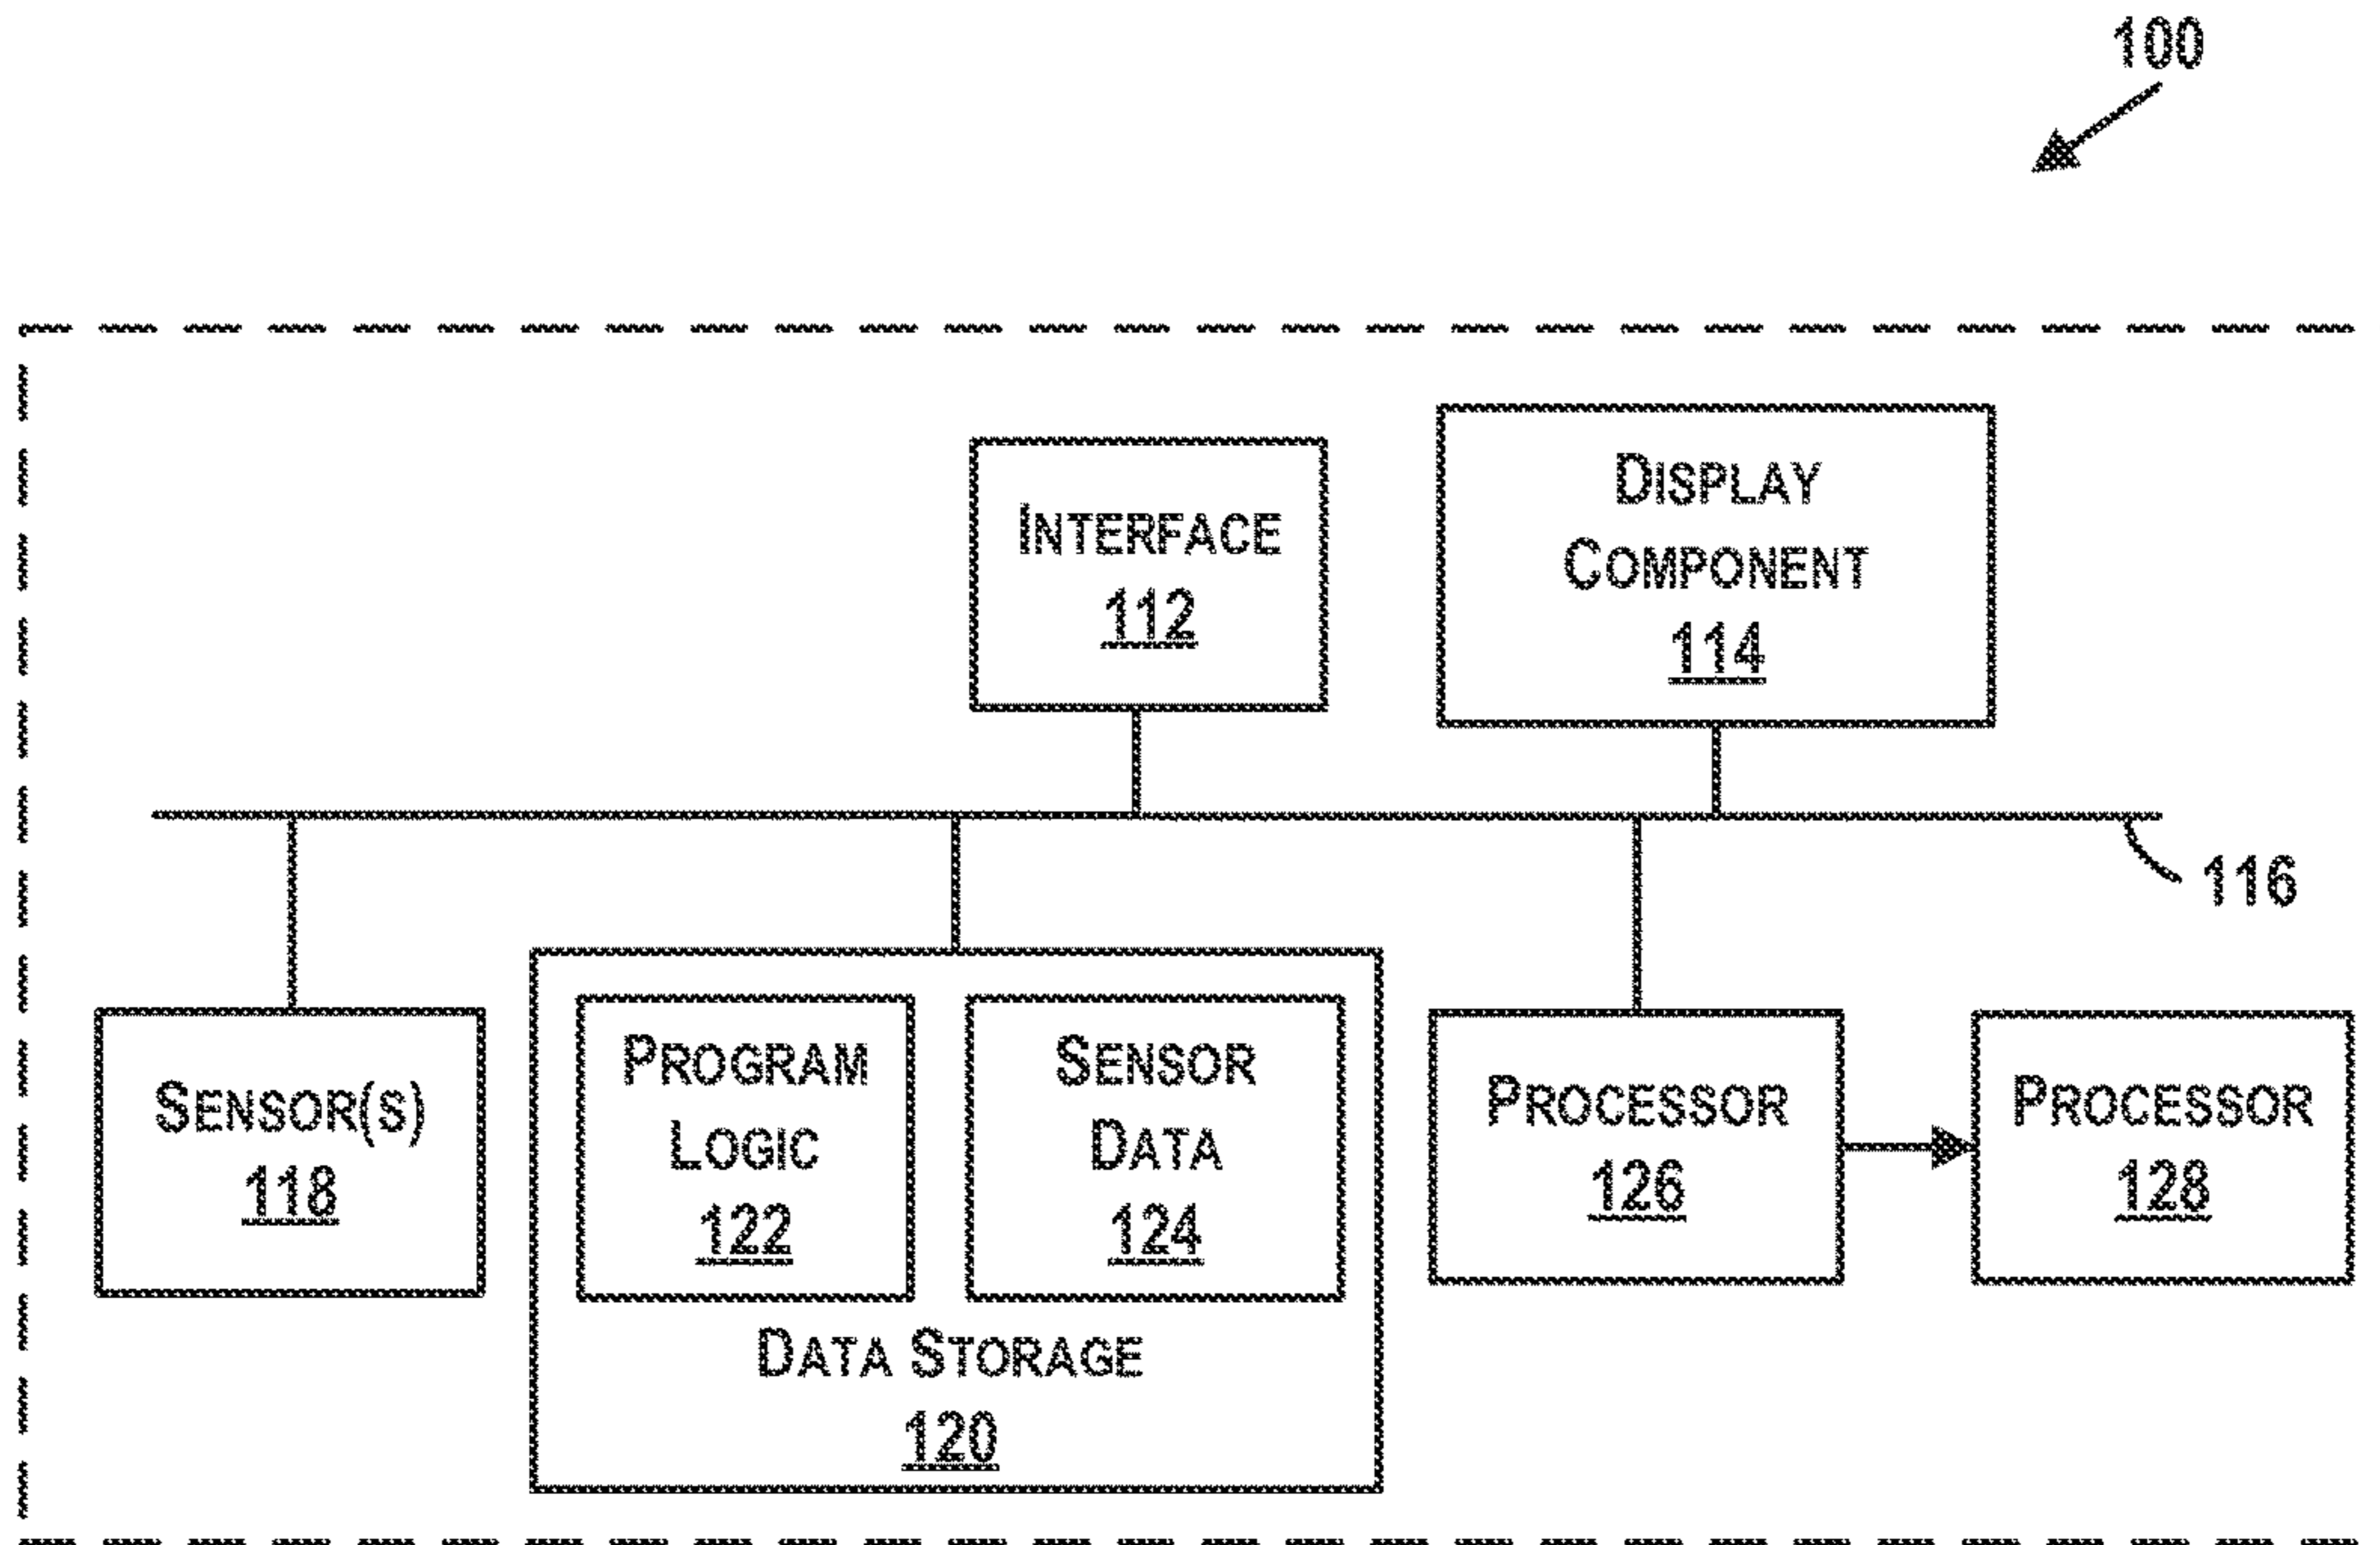 100
INTERFACE
112
DISPLAY
COMPONENT
114
116
SENSOR(S)
118
PROGRAM
LOGIC
122
SENSOR
DATA
124
DATA STORAGE
120
PROCESSOR
126
PROCESSOR
128